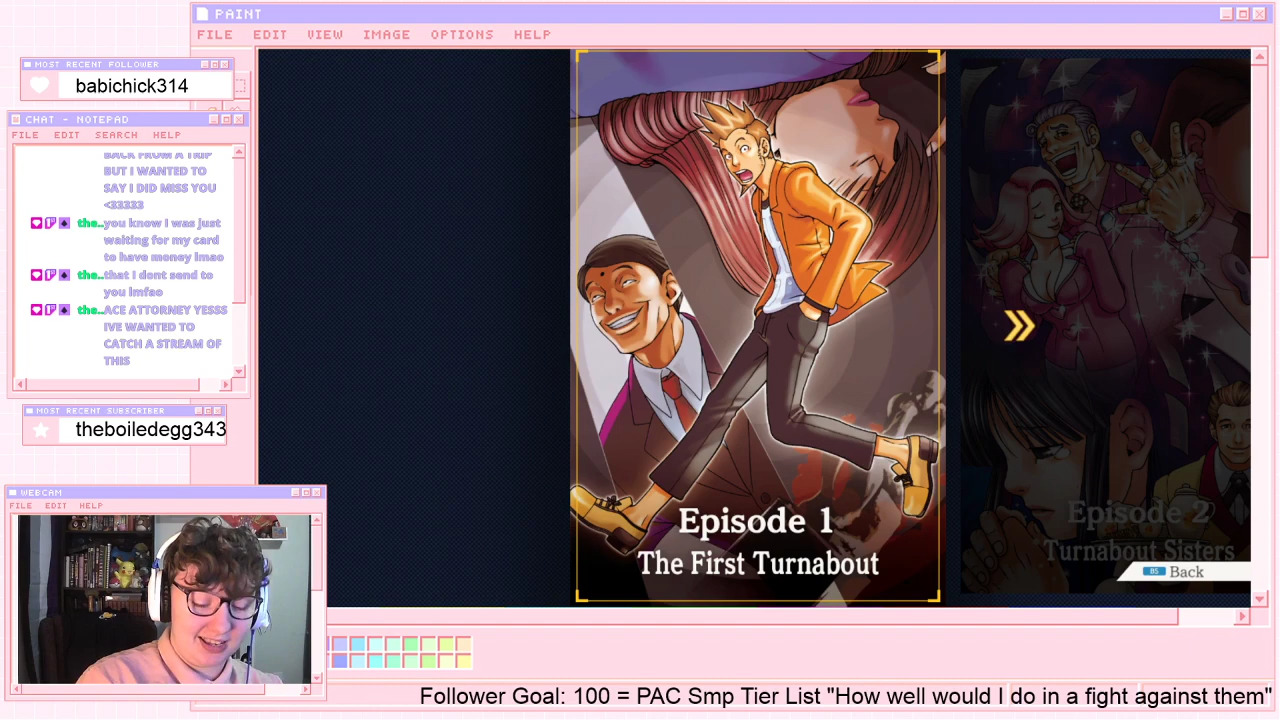 PAINT
FILE EDIT VIEW IMAGE OPTIONS HELP
MOST RECENT FOLLOWER
babichick314
CHAT - NOTEPAD
FILE EDIT SEARCH HELP
BACK FROM A TRIP
BUT I WANTED TO
SAY I DID MISS YOU
<33333
the..you know I was just
waiting for my card
to have money lmao
the..that I dont send to
you lmfao
the..ACE ATTORNEY YESSS
IVE WANTED TO
CATCH A STREAM OF
THIS
MOST RECENT SUBSCRIBER
theboiledegg343
WEBCAM
FILE EDIT HELP
Episode 1
The First Turnabout
Episode 2
Turnabout Sisters
BS Back
Follower Goal: 100 = PAC Smp Tier List "How well would I do in a fight against them"